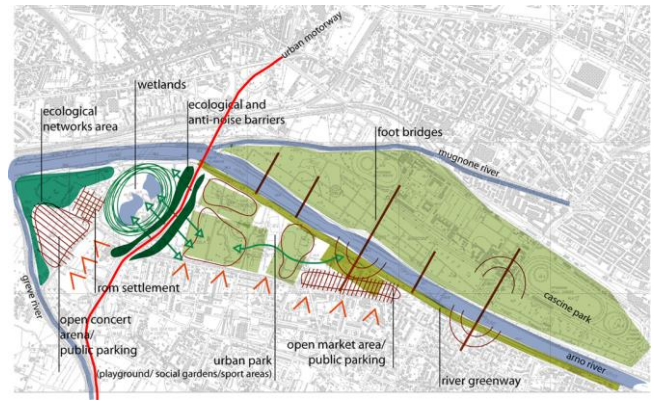 urban motorway
wetlands
ecological
networks area
ecological and
anti-noise barriers
foot bridges
mugnone river
greve river
rom settlement
open concert
arena/
public parking
urban park
(playground/ social gardens/sport areas)
open market area/
public parking
cascine park
arno river
river greenway